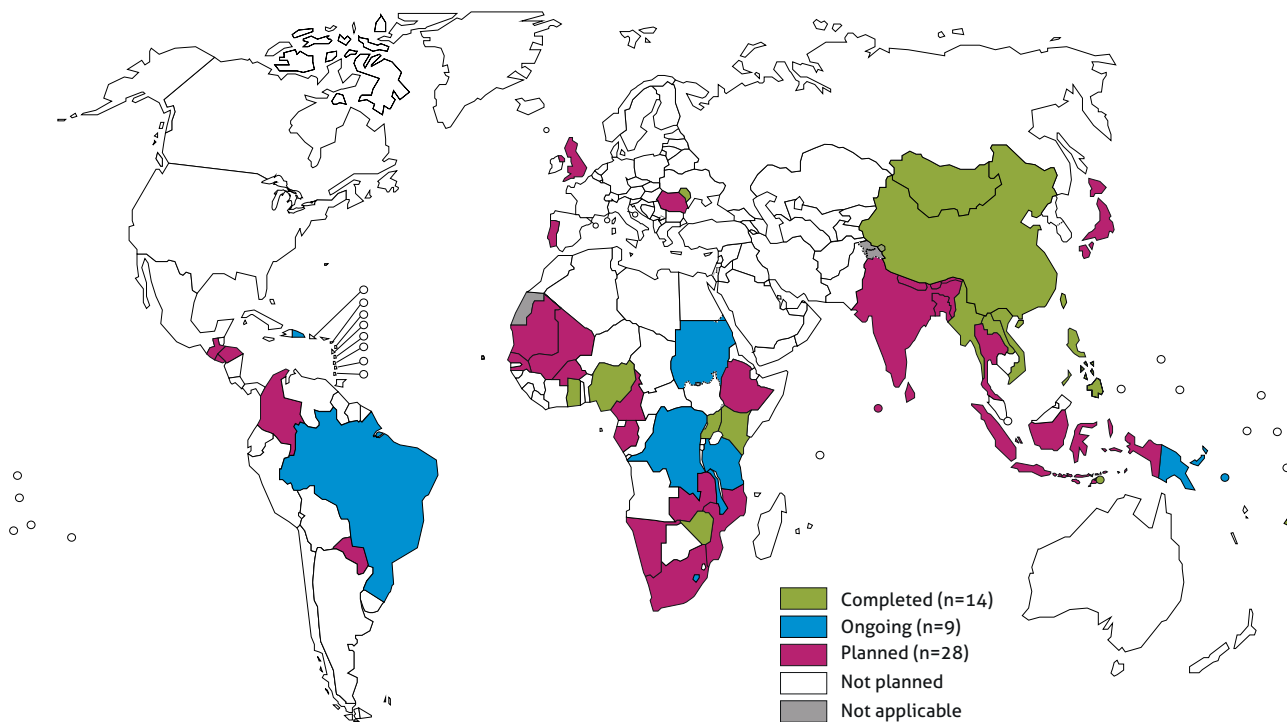 Completed (n=14)
Ongoing (n=9)
Planned (n=28)
Not planned
Not applicable